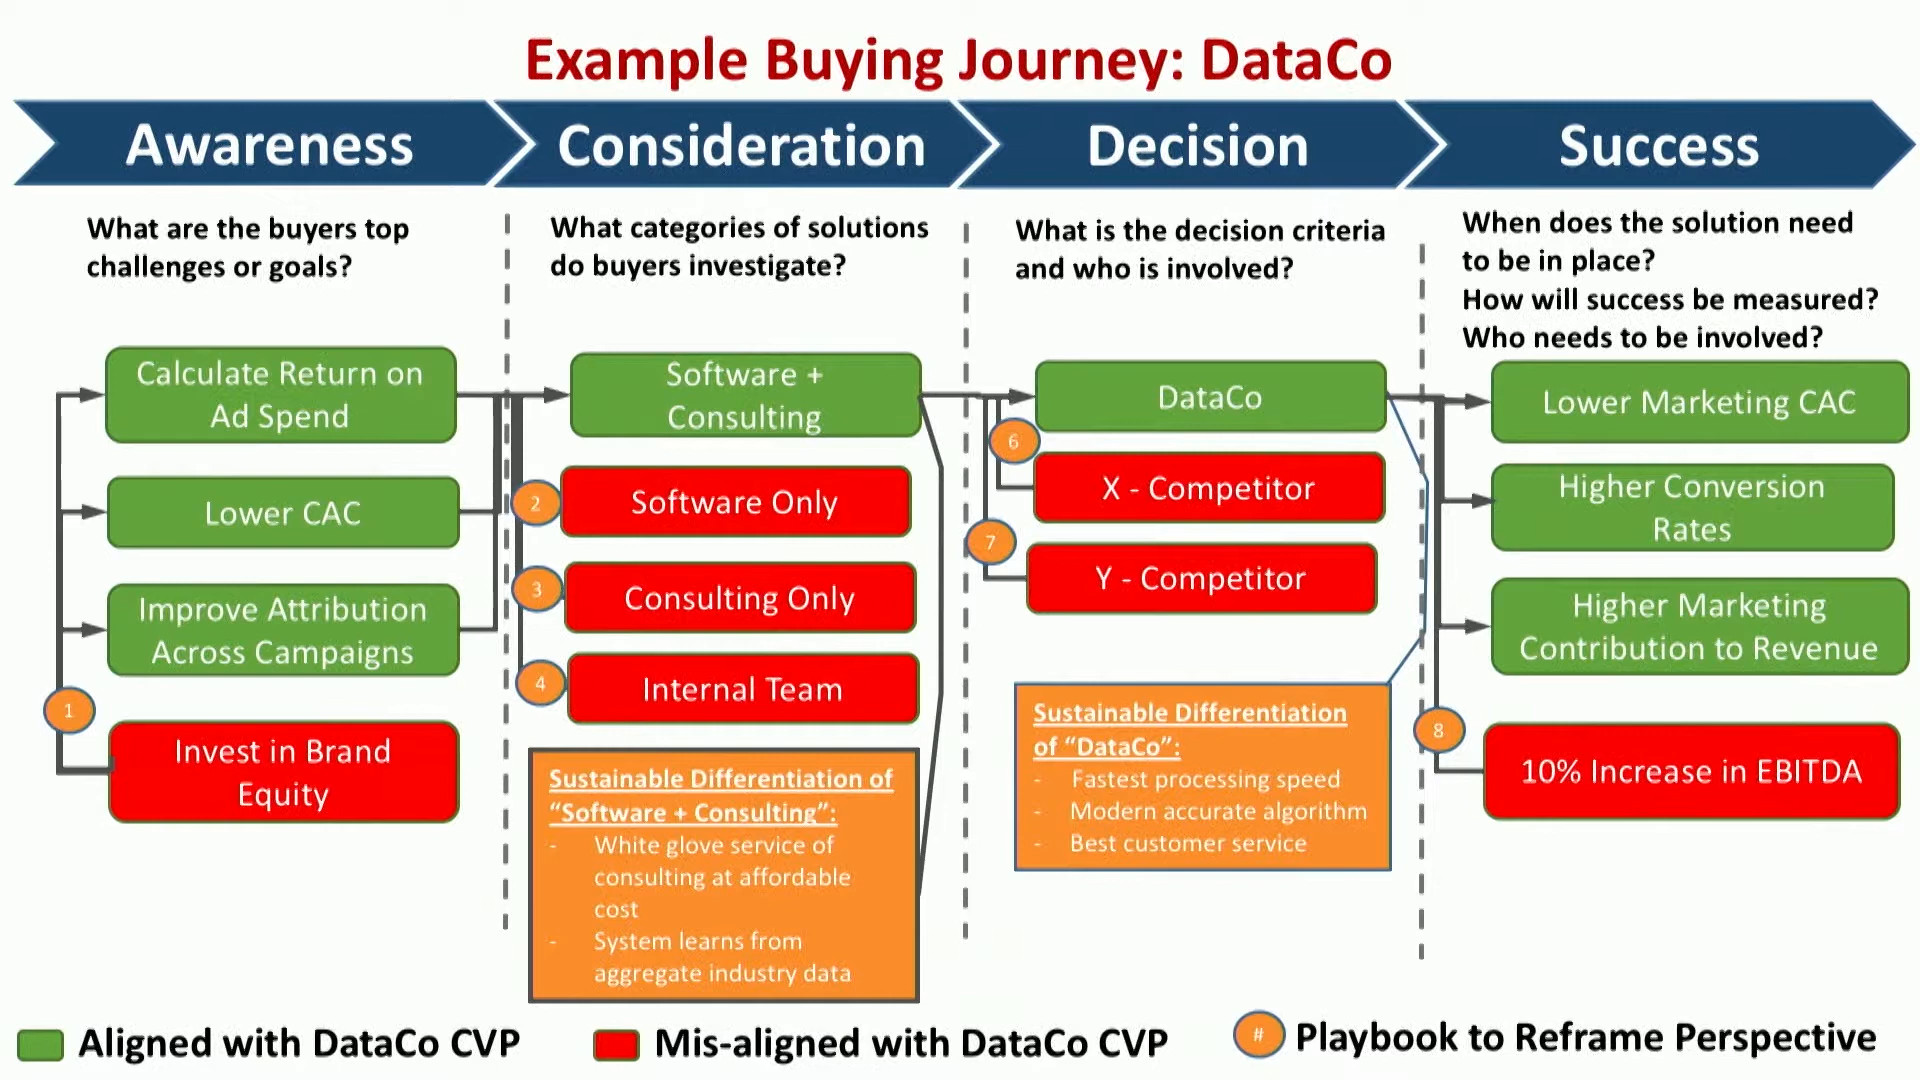 Example Buying Journey: DataCo
Awareness
Consideration
Decision
Success
What are the buyers top
challenges or goals?
Calculate Return on
Ad Spend
Lower CAC
Improve Attribution
Across Campaigns
1
Invest in Brand
Equity
What categories of solutions
do buyers investigate?
Software +
Consulting
2
Software Only
3
Consulting Only
4
Internal Team
Sustainable Differentiation of
“Software + Consulting”:
- White glove service of
consulting at affordable
cost
- System learns from
aggregate industry data
What is the decision criteria
and who is involved?
DataCo
6
X - Competitor
7
Y - Competitor
Sustainable Differentiation
of “DataCo”:
- Fastest processing speed
- Modern accurate algorithm
- Best customer service
When does the solution need
to be in place?
How will success be measured?
Who needs to be involved?
Lower Marketing CAC
Higher Conversion
Rates
Higher Marketing
Contribution to Revenue
8
10% Increase in EBITDA
Aligned with DataCo CVP
Mis-aligned with DataCo CVP
# Playbook to Reframe Perspective